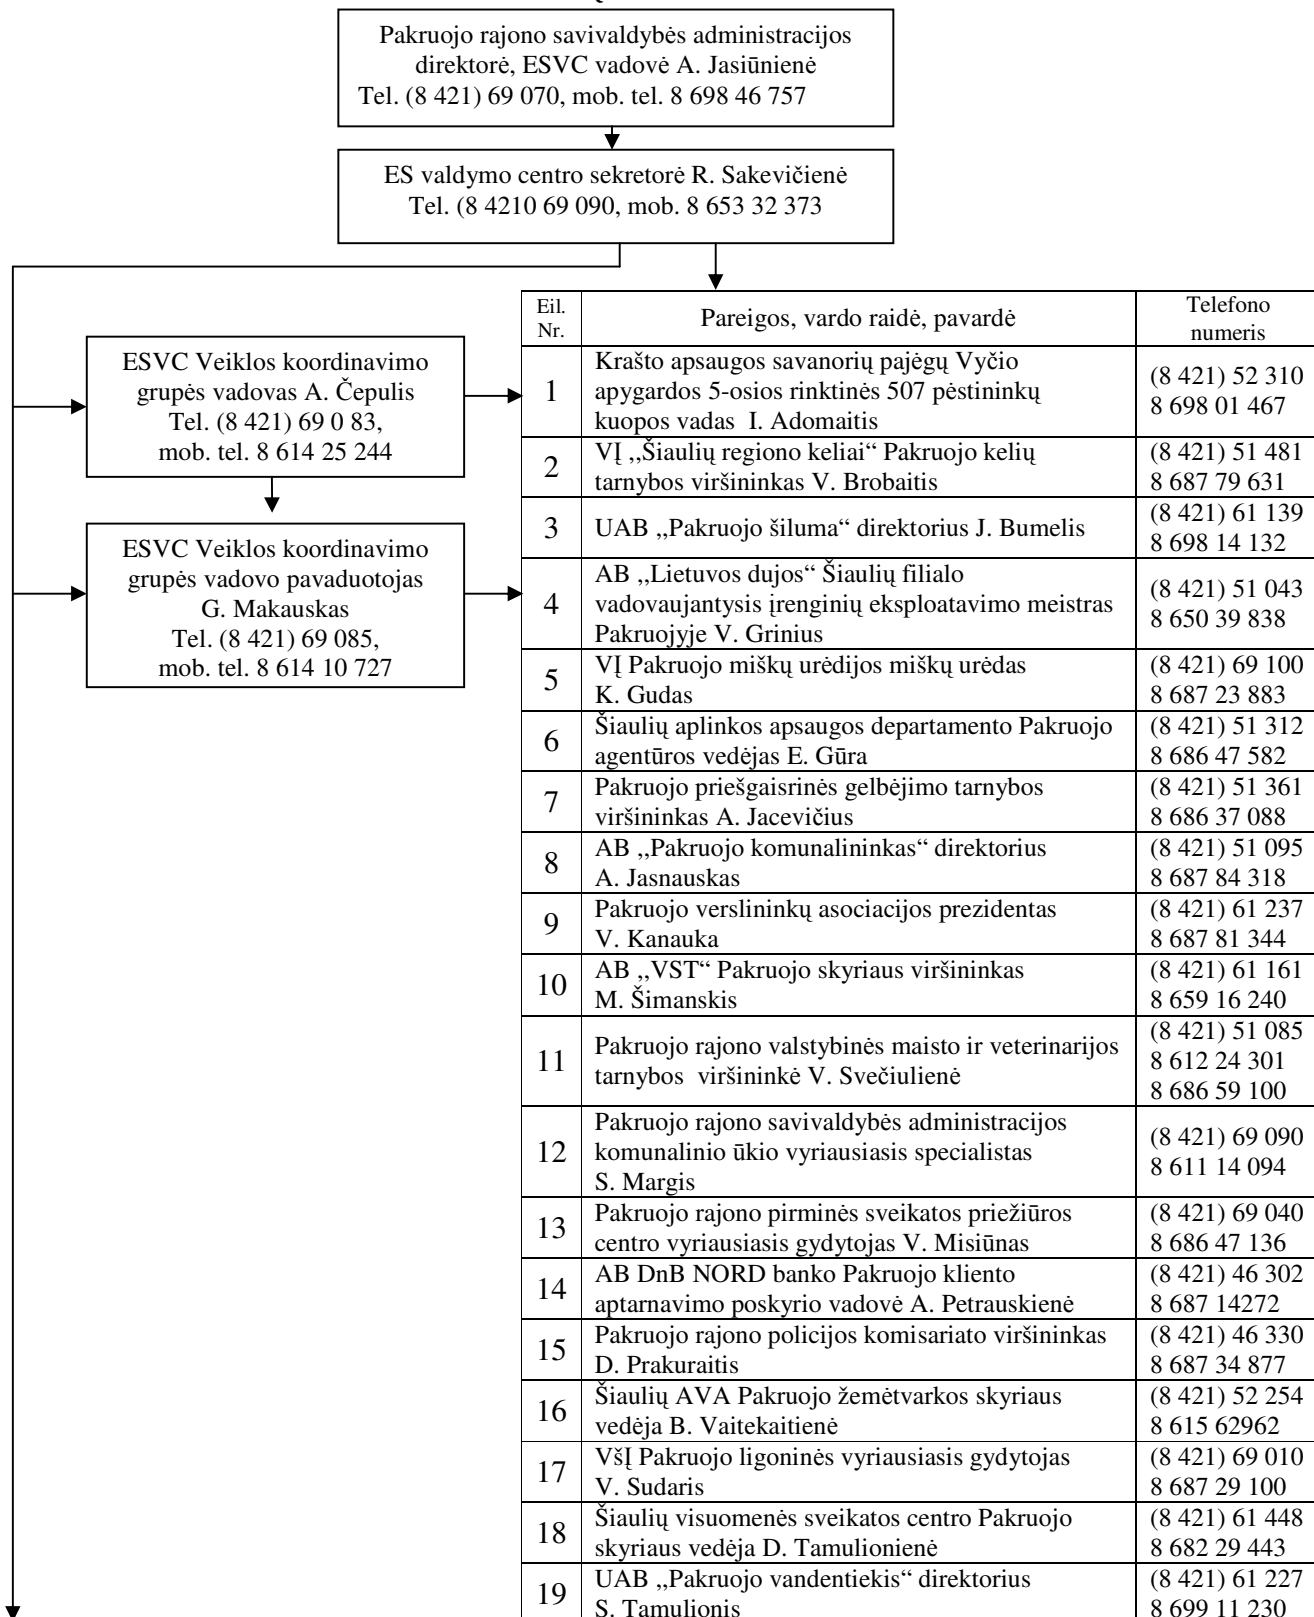 Pakruojo rajono savivaldybės administracijos
direktorė, ESVC vadovė A. Jasiūnienė
Tel. (8 421) 69 070, mob. tel. 8 698 46 757
ES valdymo centro sekretorė R. Sakevičienė
Tel. (8 4210 69 090, mob. 8 653 32 373
ESVC Veiklos koordinavimo
grupės vadovas A. Čepulis
Tel. (8 421) 69 0 83,
mob. tel. 8 614 25 244
ESVC Veiklos koordinavimo
grupės vadovo pavaduotojas
G. Makauskas
Tel. (8 421) 69 085,
mob. tel. 8 614 10 727
Eil.
Nr.
Pareigos, vardo raidė, pavardė
Telefono
numeris
1
Krašto apsaugos savanorių pajėgų Vyčio
apygardos 5-osios rinktinės 507 pėstininkų
kuopos vadas I. Adomaitis
(8 421) 52 310
8 698 01 467
2
VĮ ,,Šiaulių regiono keliai“ Pakruojo kelių
tarnybos viršininkas V. Brobaitis
(8 421) 51 481
8 687 79 631
3
UAB ,,Pakruojo šiluma“ direktorius J. Bumelis
(8 421) 61 139
8 698 14 132
4
AB ,,Lietuvos dujos“ Šiaulių filialo
vadovaujantysis įrenginių eksploatavimo meistras
Pakruojyje V. Grinius
(8 421) 51 043
8 650 39 838
5
VĮ Pakruojo miškų urėdijos miškų urėdas
K. Gudas
(8 421) 69 100
8 687 23 883
6
Šiaulių aplinkos apsaugos departamento Pakruojo
agentūros vedėjas E. Gūra
(8 421) 51 312
8 686 47 582
7
Pakruojo priešgaisrinės gelbėjimo tarnybos
viršininkas A. Jacevičius
(8 421) 51 361
8 686 37 088
8
AB ,,Pakruojo komunalininkas“ direktorius
A. Jasnauskas
(8 421) 51 095
8 687 84 318
9
Pakruojo verslininkų asociacijos prezidentas
V. Kanauka
(8 421) 61 237
8 687 81 344
10
AB ,,VST“ Pakruojo skyriaus viršininkas
M. Šimanskis
(8 421) 61 161
8 659 16 240
11
Pakruojo rajono valstybinės maisto ir veterinarijos
tarnybos viršininkė V. Svečiulienė
(8 421) 51 085
8 612 24 301
8 686 59 100
12
Pakruojo rajono savivaldybės administracijos
komunalinio ūkio vyriausiasis specialistas
S. Margis
(8 421) 69 090
8 611 14 094
13
Pakruojo rajono pirminės sveikatos priežiūros
centro vyriausiasis gydytojas V. Misiūnas
(8 421) 69 040
8 686 47 136
14
AB DnB NORD banko Pakruojo kliento
aptarnavimo poskyrio vadovė A. Petrauskienė
(8 421) 46 302
8 687 14272
15
Pakruojo rajono policijos komisariato viršininkas
D. Prakuraitis
(8 421) 46 330
8 687 34 877
16
Šiaulių AVA Pakruojo žemėtvarkos skyriaus
vedėja B. Vaitekaitienė
(8 421) 52 254
8 615 62962
17
VšĮ Pakruojo ligoninės vyriausiasis gydytojas
V. Sudaris
(8 421) 69 010
8 687 29 100
18
Šiaulių visuomenės sveikatos centro Pakruojo
skyriaus vedėja D. Tamulionienė
(8 421) 61 448
8 682 29 443
19
UAB ,,Pakruojo vandentiekis“ direktorius
S. Tamulionis
(8 421) 61 227
8 699 11 230